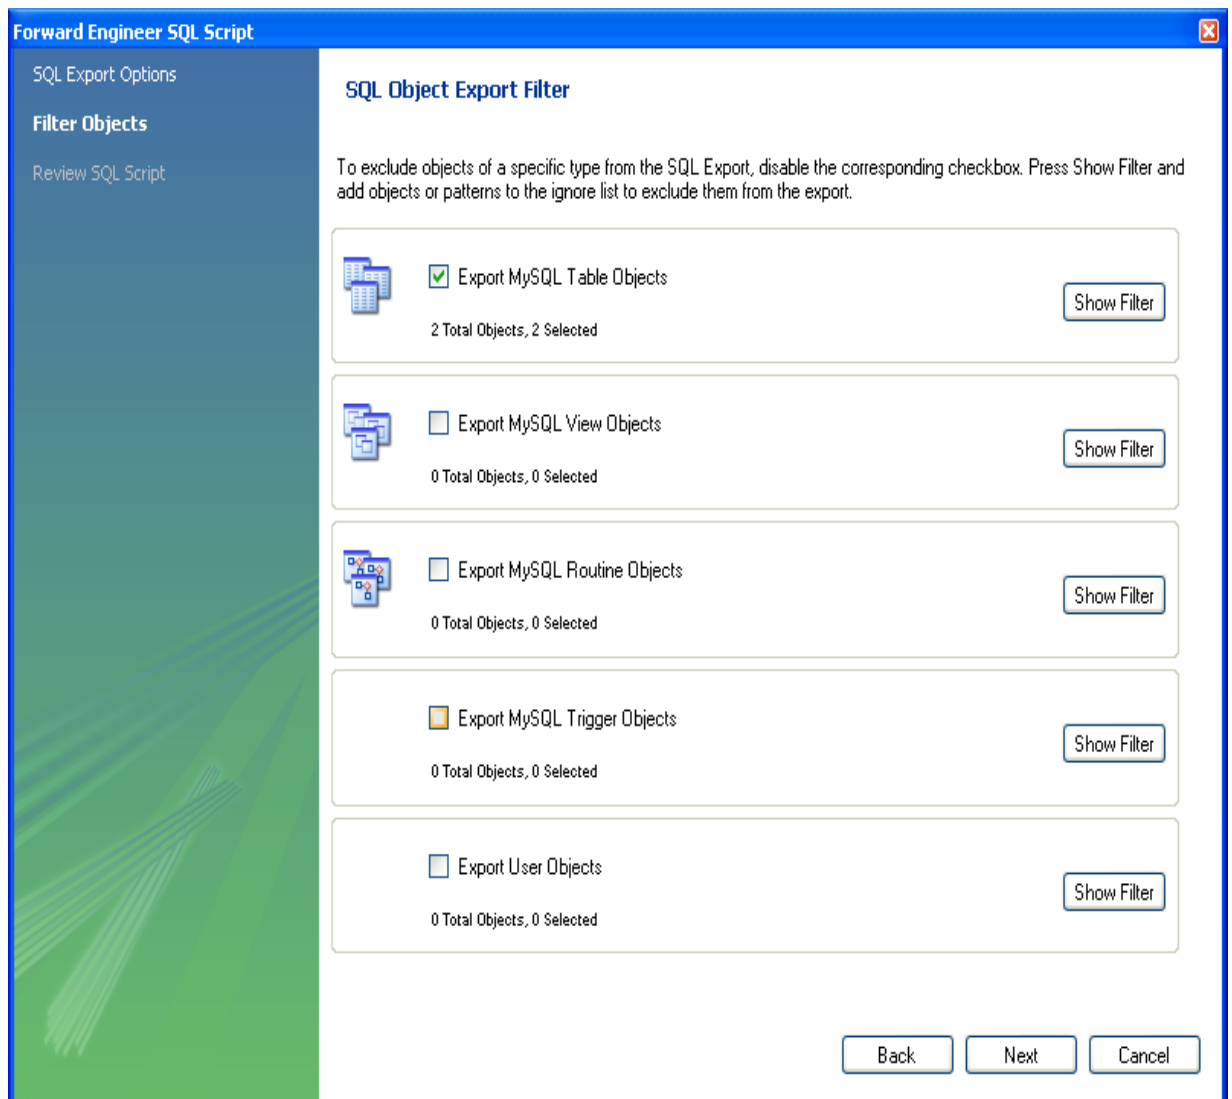 Forward Engineer SQL Script
SQL Export Options
Filter Objects
Review SQL Script
SQL Object Export Filter
To exclude objects of a specific type from the SQL Export, disable the corresponding checkbox. Press Show Filter and
add objects or patterns to the ignore list to exclude them from the export.
Export MySQL Table Objects
Show Filter
2 Total Objects, 2 Selected
Export MySQL View Objects
Show Filter
0 Total Objects, 0 Selected
Export MySQL Routine Objects
Show Filter
0 Total Objects, 0 Selected
Export MySQL Trigger Objects
Show Filter
0 Total Objects, 0 Selected
Export User Objects
Show Filter
0 Total Objects, 0 Selected
Back Next Cancel